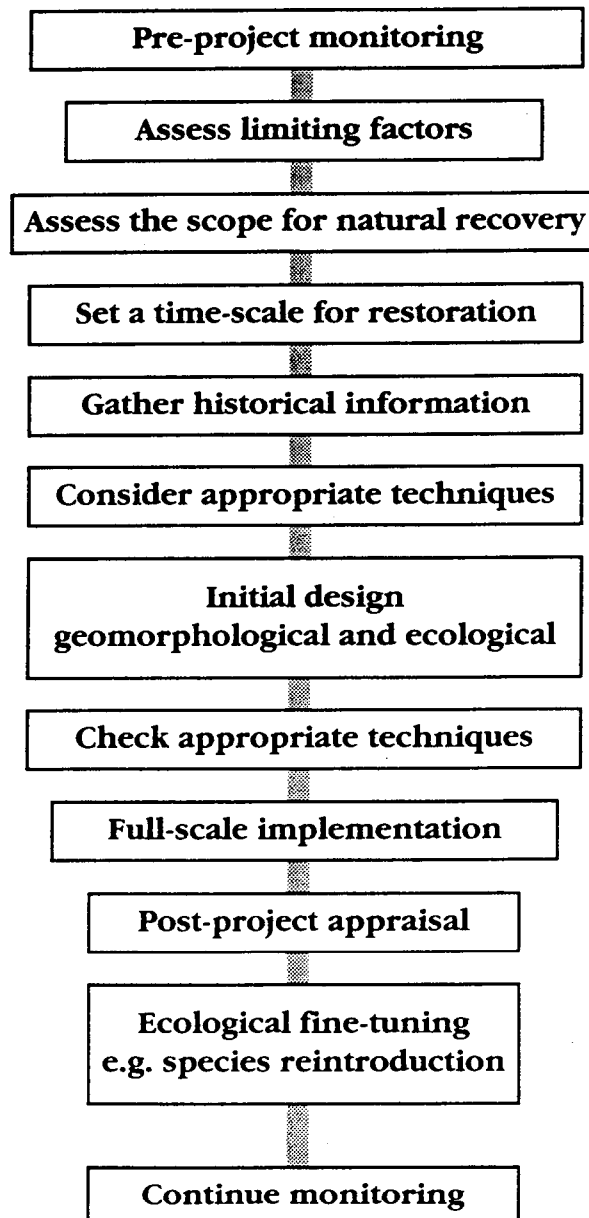 Pre-project monitoring
Assess limiting factors
Assess the scope for natural recovery
Set a time-scale for restoration
Gather historical information
Consider appropriate techniques
Initial design
geomorphological and ecological
Check appropriate techniques
Full-scale implementation
Post-project appraisal
Ecological fine-tuning
e.g. species reintroduction
Continue monitoring